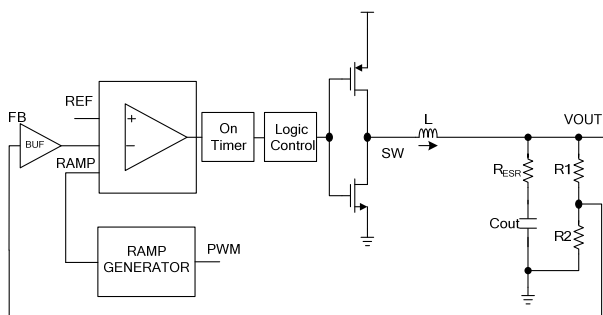 FB
BUF
REF
RAMP
+
−
On
Timer
Logic
Control
SW
L
VOUT
RESR
R1
Cout
R2
RAMP
GENERATOR
PWM